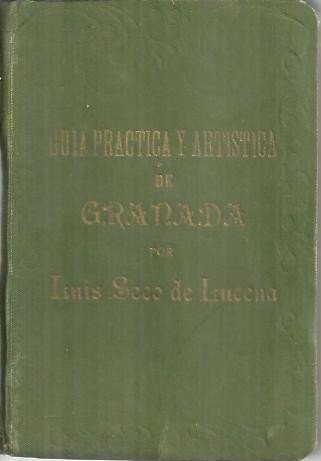 GUIA PRACTICA Y ARTISTICA
DE
GRANADA
POR
Luis Seco de Lucena